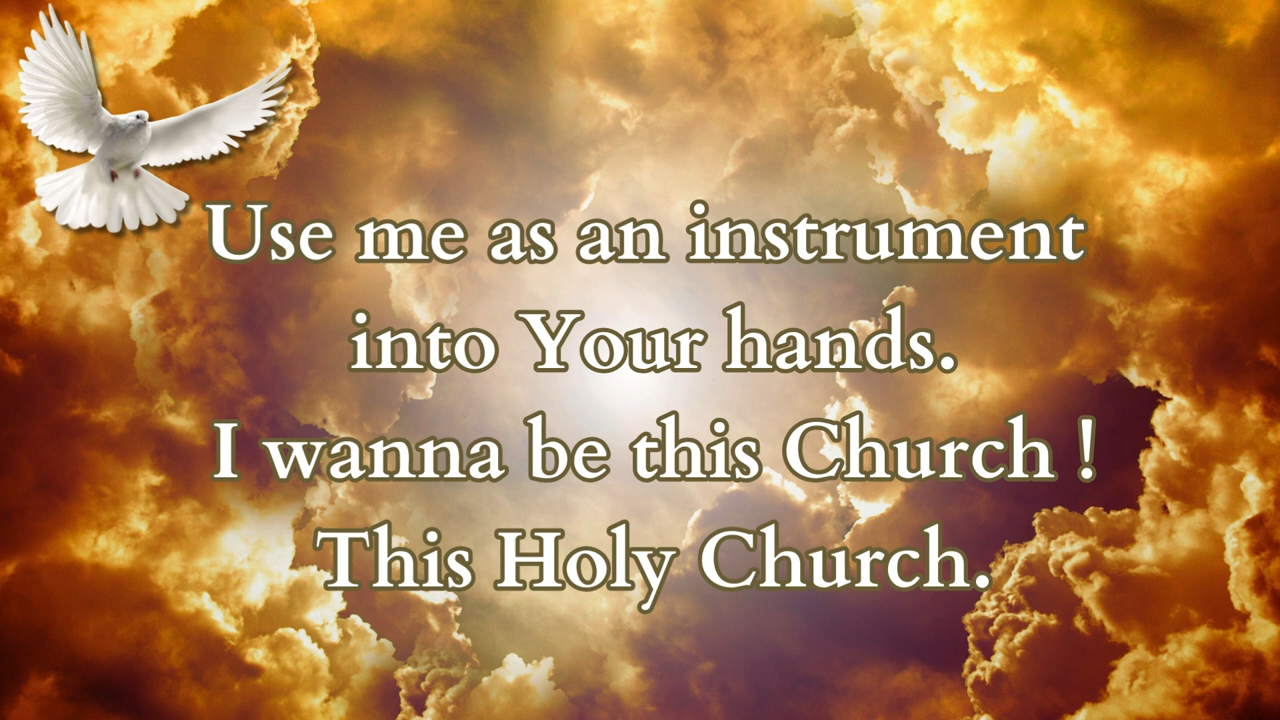 Use me as an instrument
into Your hands.
I wanna be this Church !
This Holy Church.